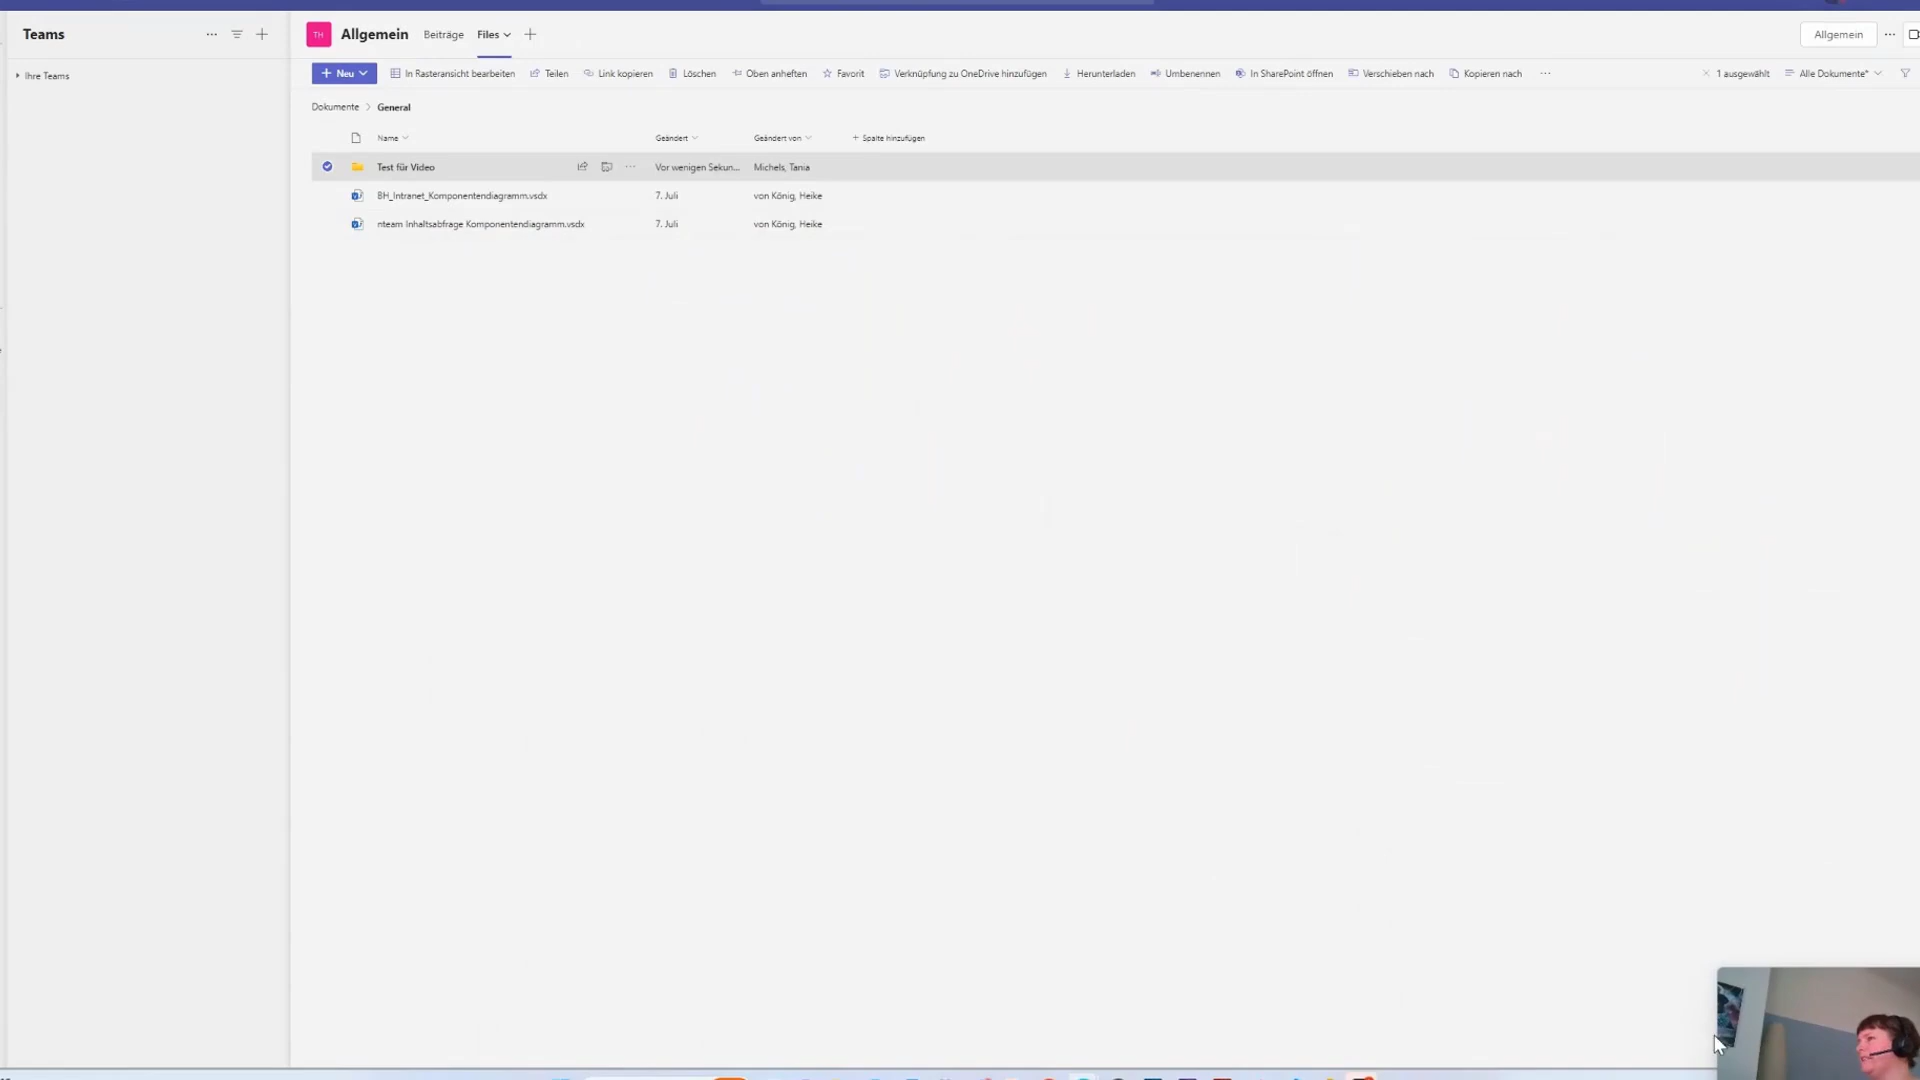 Teams
Ihre Teams
TH Allgemein Beiträge Files
Allgemein
Neu In Rasteransicht bearbeiten Teilen Link kopieren Löschen Oben anheften Favorit Verknüpfung zu OneDrive hinzufügen Herunterladen Umbenennen In SharePoint öffnen Verschieben nach Kopieren nach ... 1 ausgewählt Alle Dokumente*
Dokumente > General
Name Geändert Geändert von + Spalte hinzufügen
Test für Video Vor wenigen Sekun... Michels, Tania
BH_Intranet_Komponentendiagramm.vsdx 7. Juli von König, Heike
nteam Inhaltsabfrage Komponentendiagramm.vsdx 7. Juli von König, Heike